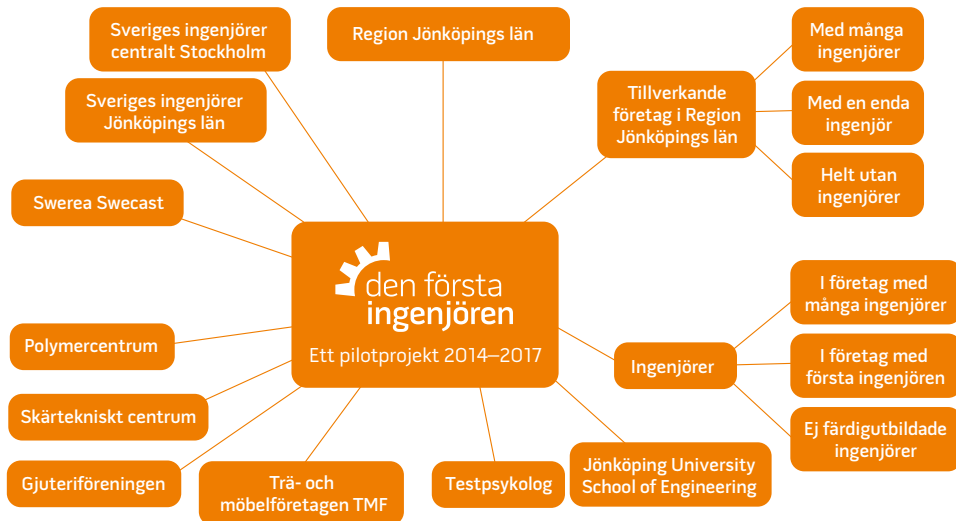 Sveriges ingenjörer
centralt Stockholm
Region Jönköpings län
Med många
ingenjörer
Sveriges ingenjörer
Jönköpings län
Tillverkande
företag i Region
Jönköpings län
Med en enda
ingenjör
Helt utan
ingenjörer
Swerea Swecast
den första
ingenjören
Ett pilotprojekt 2014–2017
I företag med
många ingenjörer
Polymercentrum
Ingenjörer
I företag med
första ingenjören
Skärtekniskt centrum
Ej färdigutbildade
ingenjörer
Gjuteriföreningen
Trä- och
möbelföretagen TMF
Testpsykolog
Jönköping University
School of Engineering